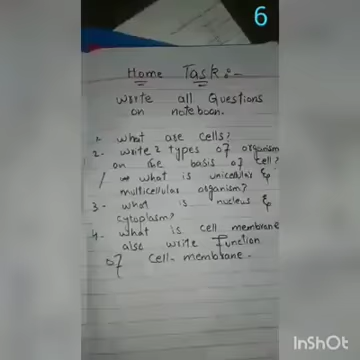 6
Home Task:-
write all Questions
on noteboon.
1. what are cells?
2- write 2 types of organism
on the basis of cell?
/ → what is unicellular &
multicellular organism?
3 - what is nucleus &
cytoplasm?
4- what is cell membrane
also write function
of cell-membrane.
InShOt